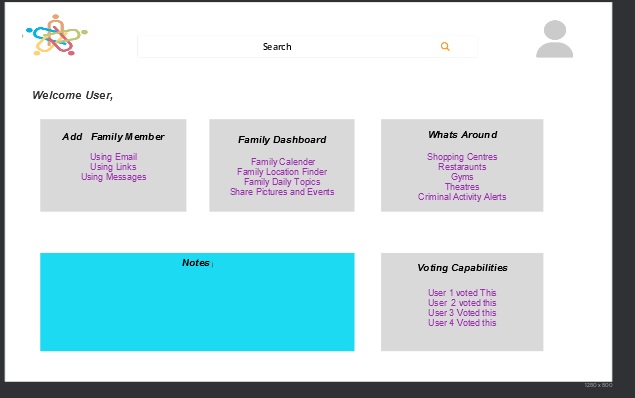 Search
Welcome User,
Add Family Member
Using Email
Using Links
Using Messages
Family Dashboard
Family Calender
Family Location Finder
Family Daily Topics
Share Pictures and Events
Whats Around
Shopping Centres
Restaraunts
Gyms
Theatres
Criminal Activity Alerts
Notes;
Voting Capabilities
User 1 voted This
User 2 voted this
User 3 Voted this
User 4 Voted this
1280 x 800